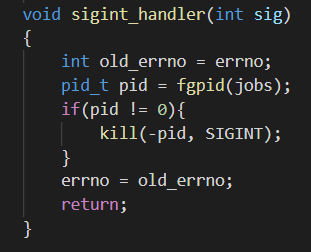 void sigint_handler(int sig)
{
    int old_errno = errno;
    pid_t pid = fgpid(jobs);
    if(pid != 0){
        kill(-pid, SIGINT);
    }
    errno = old_errno;
    return;
}